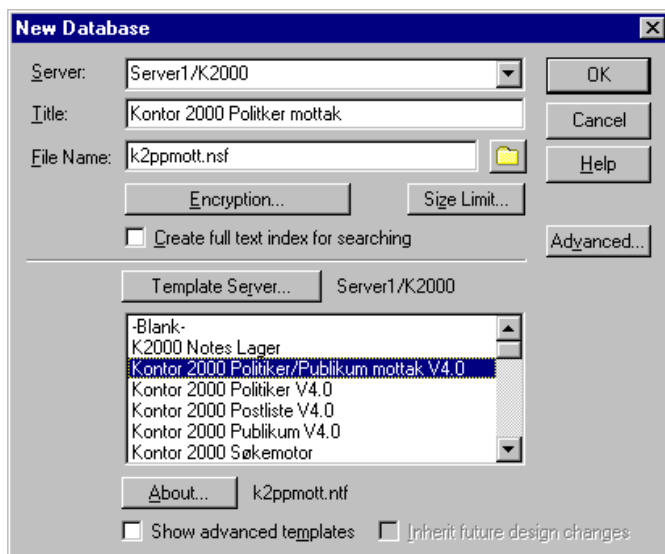 New Database
Server: Server1/K2000 OK
Title: Kontor 2000 Politker mottak Cancel
File Name: k2ppmott.nsf Help
Encryption... Size Limit...
Create full text index for searching Advanced...
Template Server... Server1/K2000
-Blank-
K2000 Notes Lager
Kontor 2000 Politiker/Publikum mottak V4.0
Kontor 2000 Politiker V4.0
Kontor 2000 Postliste V4.0
Kontor 2000 Publikum V4.0
Kontor 2000 Søkemotor
About... k2ppmott.ntf
Show advanced templates Inherit future design changes